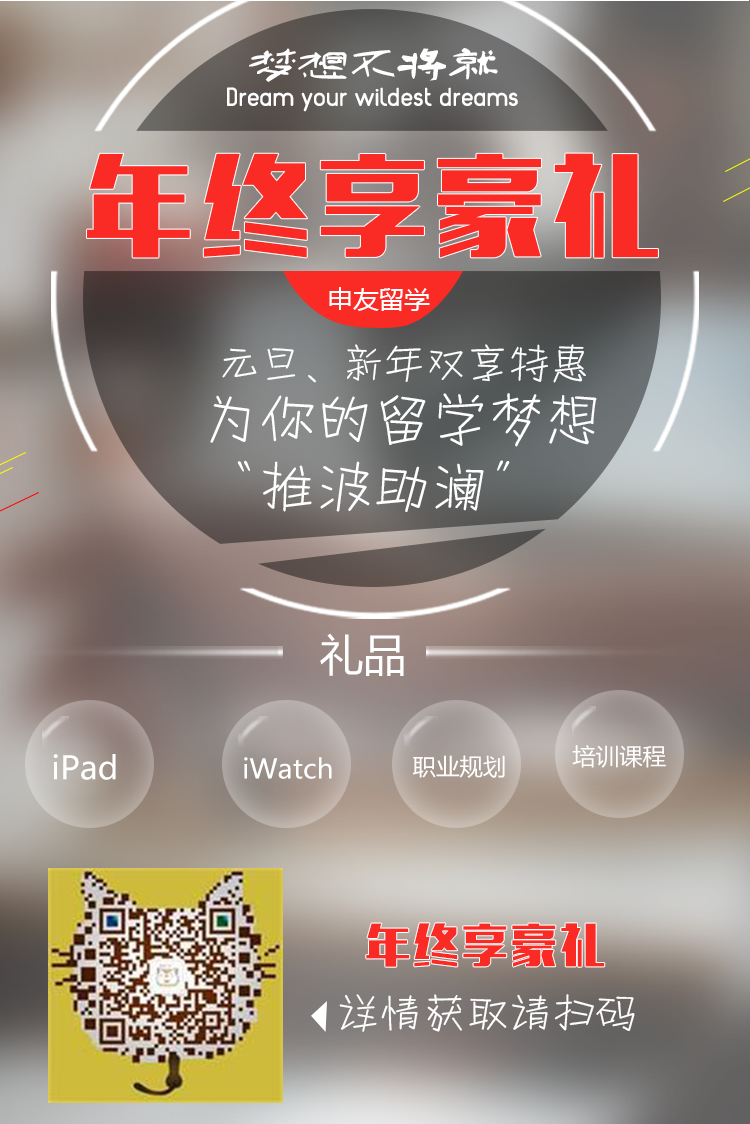 梦想不将就
Dream your wildest dreams
年终享豪礼
申友留学
元旦、新年双享特惠
为你的留学梦想
“推波助澜”
礼品
iPad
iWatch
职业规划
培训课程
年终享豪礼
详情获取请扫码